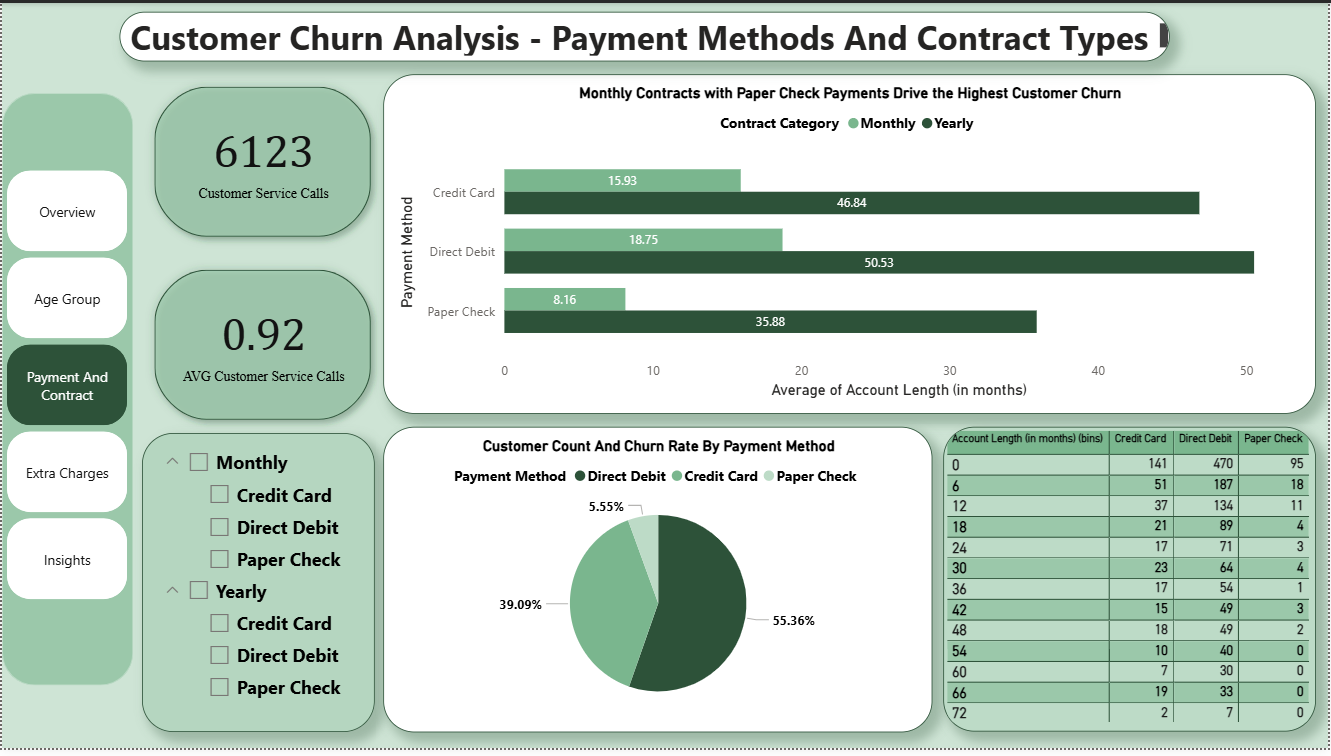 Customer Churn Analysis - Payment Methods And Contract Types
Overview
Age Group
Payment And
Contract
Extra Charges
Insights
6123
Customer Service Calls
0.92
AVG Customer Service Calls
Monthly
Credit Card
Direct Debit
Paper Check
Yearly
Credit Card
Direct Debit
Paper Check
Monthly Contracts with Paper Check Payments Drive the Highest Customer Churn
Contract Category Monthly Yearly
Payment Method
Credit Card
15.93
46.84
Direct Debit
18.75
50.53
Paper Check
8.16
35.88
0 10 20 30 40 50
Average of Account Length (in months)
Customer Count And Churn Rate By Payment Method
Payment Method Direct Debit Credit Card Paper Check
5.55%
39.09%
55.36%
Account Length (in months) (bins) Credit Card Direct Debit Paper Check
0 141 470 95
6 51 187 18
12 37 134 11
18 21 89 4
24 17 71 3
30 23 64 4
36 17 54 1
42 15 49 3
48 18 49 2
54 10 40 0
60 7 30 0
66 19 33 0
72 2 7 0